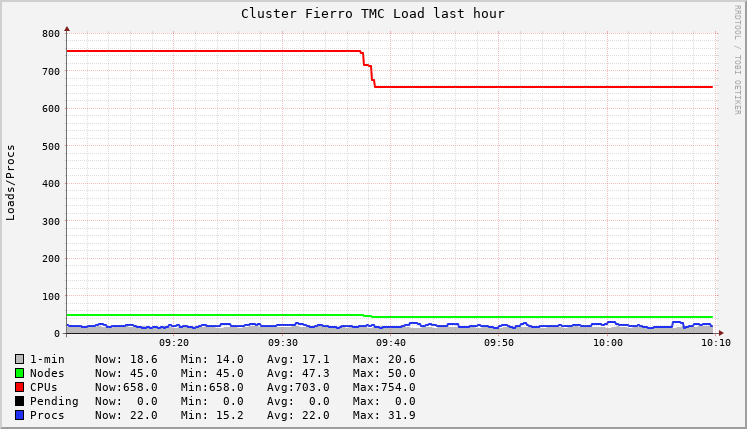 Cluster Fierro TMC Load last hour
RRDTOOL / TOBI OETIKER
Loads/Procs
800
700
600
500
400
300
200
100
0
09:20 09:30 09:40 09:50 10:00 10:10
1-min Now: 18.6 Min: 14.0 Avg: 17.1 Max: 20.6
Nodes Now: 45.0 Min: 45.0 Avg: 47.3 Max: 50.0
CPUs Now:658.0 Min:658.0 Avg:703.0 Max:754.0
Pending Now: 0.0 Min: 0.0 Avg: 0.0 Max: 0.0
Procs Now: 22.0 Min: 15.2 Avg: 22.0 Max: 31.9